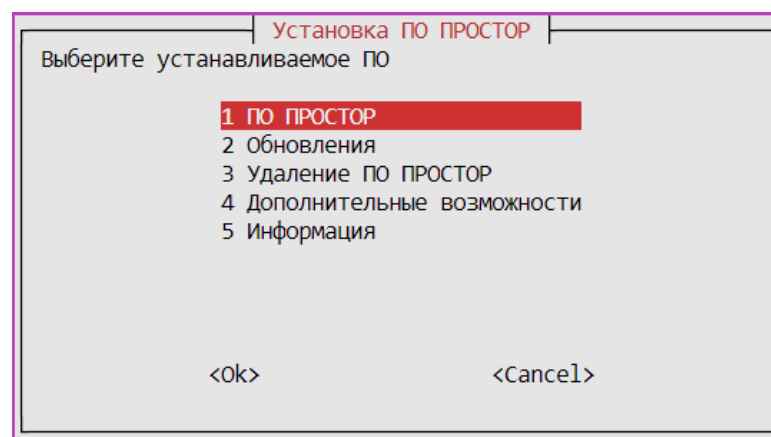 Установка ПО ПРОСТОР
Выберите устанавливаемое ПО
1 ПО ПРОСТОР
2 Обновления
3 Удаление ПО ПРОСТОР
4 Дополнительные возможности
5 Информация
<Ok> <Cancel>